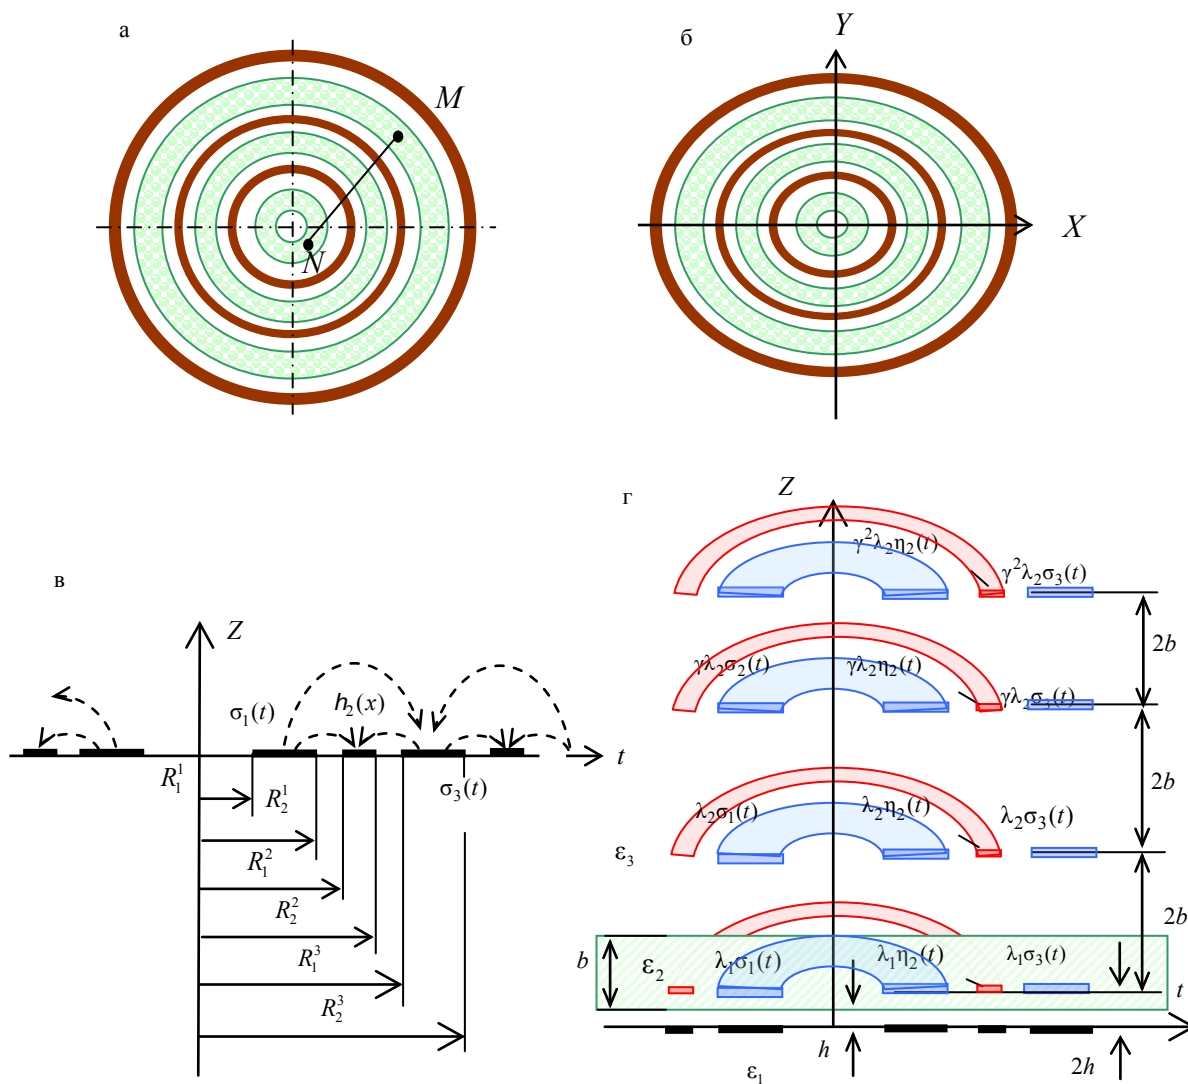 а
M
N
б
Y
X
в
Z
σ₁(t)
h₂(x)
t
σ₃(t)
R₁¹
R₂¹
R₁²
R₂²
R₁³
R₂³
г
Z
γ²λ₂η₂(t)
γ²λ₂σ₃(t)
2b
γλ₂σ₂(t)
γλ₂η₂(t)
γλ₂σ₃(t)
2b
λ₂σ₁(t)
λ₂η₂(t)
λ₂σ₃(t)
ε₃
2b
b
ε₂
λ₁σ₁(t)
λ₁η₂(t)
λ₁σ₃(t)
t
h
2h
ε₁